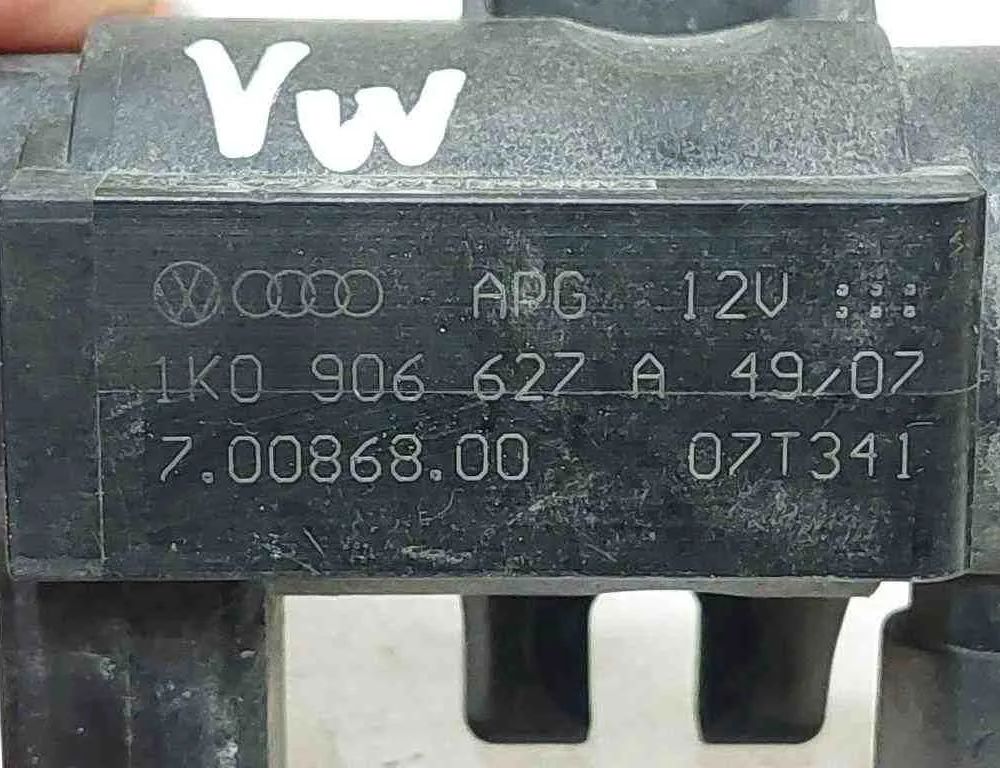 VW
APG 12V
1K0 906 627 A 49/07
7.00868.00 07T341